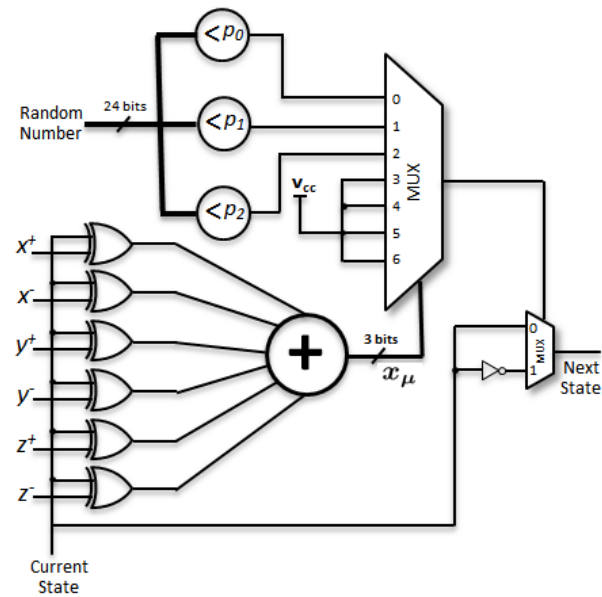 <p₀
24 bits
Random
Number
<p₁
<p₂
0
1
2
3
4
5
6
MUX
vcc
x⁺
x⁻
y⁺
y⁻
z⁺
z⁻
+
3 bits
xμ
0
1
MUX
Next
State
Current
State